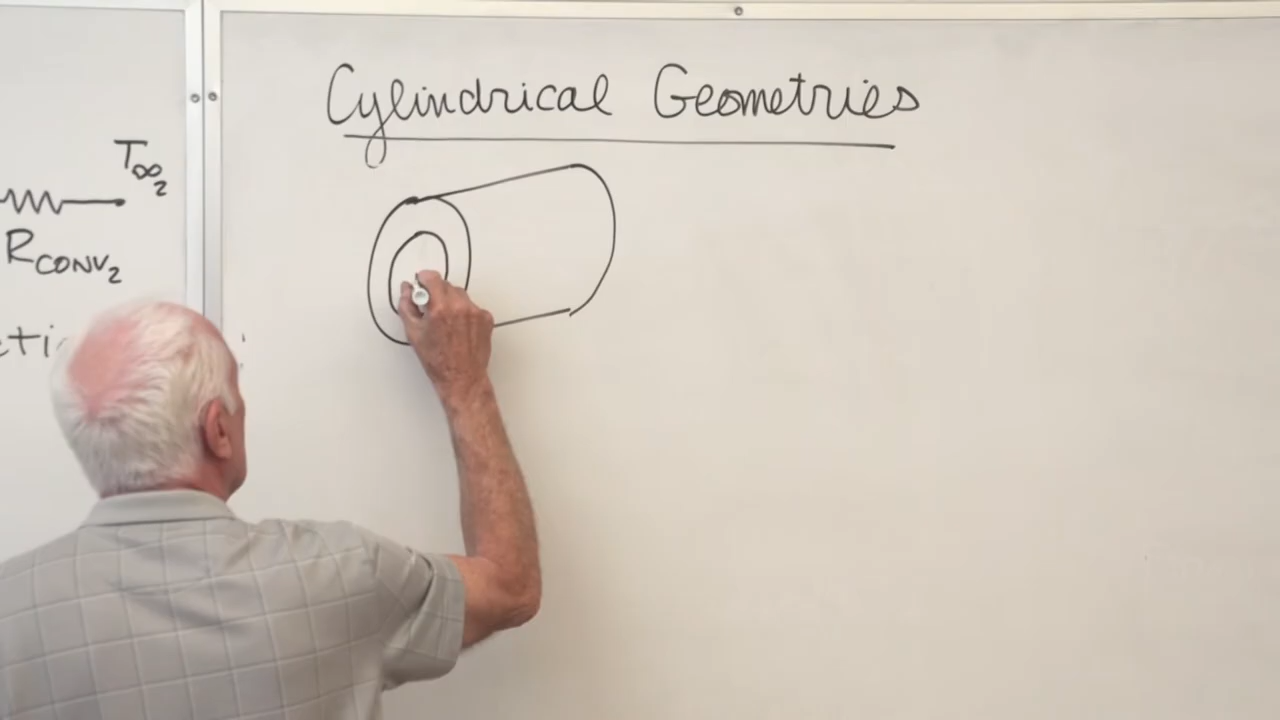 Cylindrical Geometries
T∞₂
RCONV₂